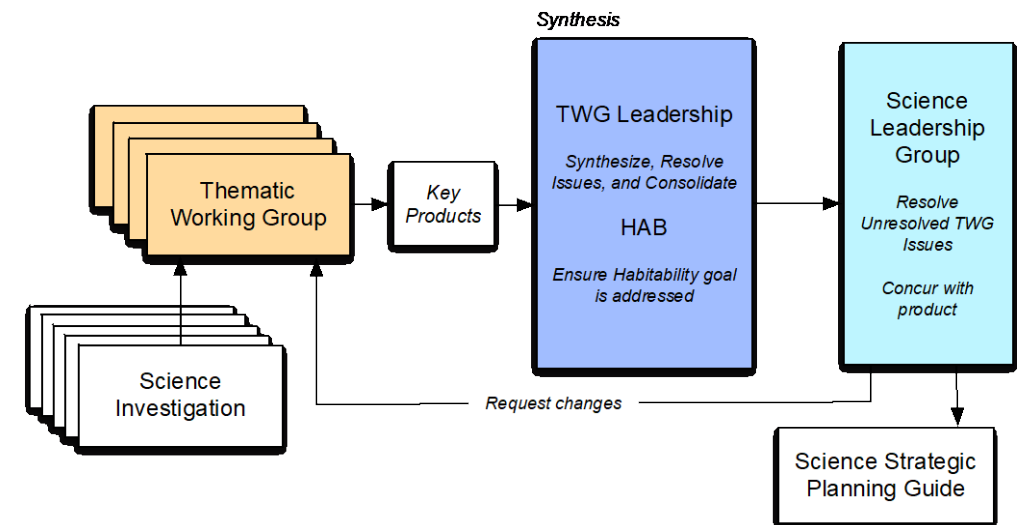 Synthesis
TWG Leadership
Synthesize, Resolve
Issues, and Consolidate
HAB
Ensure Habitability goal
is addressed
Science
Leadership
Group
Resolve
Unresolved TWG
Issues
Concur with
product
Thematic
Working Group
Key
Products
Science
Investigation
Request changes
Science Strategic
Planning Guide